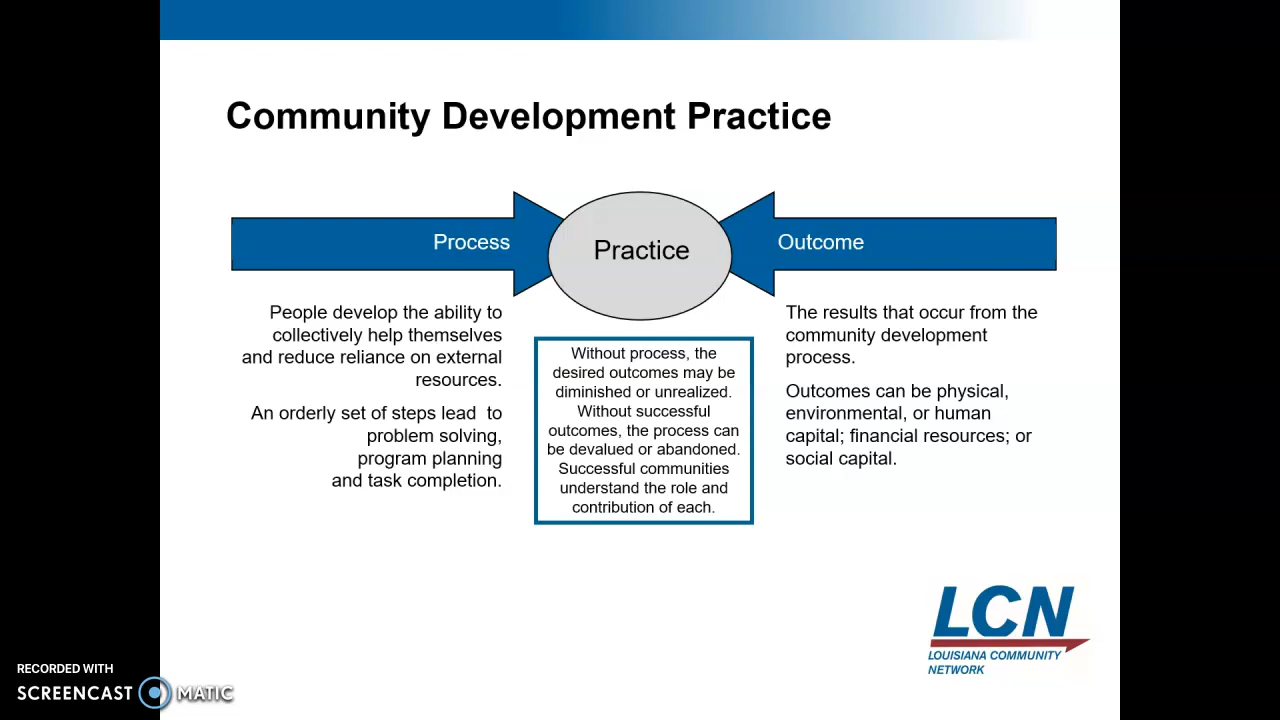 Community Development Practice
Process
Practice
Outcome
People develop the ability to
collectively help themselves
and reduce reliance on external
resources.
An orderly set of steps lead to
problem solving,
program planning
and task completion.
Without process, the
desired outcomes may be
diminished or unrealized.
Without successful
outcomes, the process can
be devalued or abandoned.
Successful communities
understand the role and
contribution of each.
The results that occur from the
community development
process.
Outcomes can be physical,
environmental, or human
capital; financial resources; or
social capital.
LCN
LOUISIANA COMMUNITY
NETWORK
RECORDED WITH
SCREENCAST MATIC